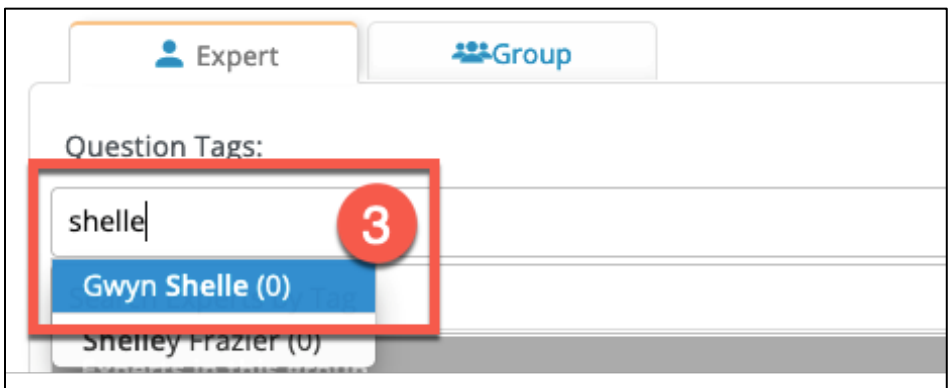 Expert Group
Question Tags:
shelle
3
Gwyn Shelle (0)
Shelley Frazier (0)